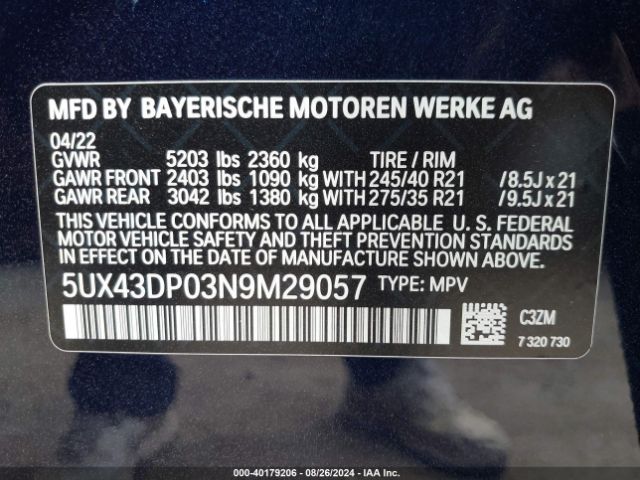 MFD BY BAYERISCHE MOTOREN WERKE AG
04/22
GVWR 5203 lbs 2360 kg TIRE / RIM
GAWR FRONT 2403 lbs 1090 kg WITH 245/40 R21 /8.5J x 21
GAWR REAR 3042 lbs 1380 kg WITH 275/35 R21 /9.5J x 21
THIS VEHICLE CONFORMS TO ALL APPLICABLE U. S. FEDERAL
MOTOR VEHICLE SAFETY AND THEFT PREVENTION STANDARDS
IN EFFECT ON THE DATE OF MANUFACTURE SHOWN ABOVE.
5UX43DP03N9M29057 TYPE: MPV
C3ZM
7 320 730
000-40179206 - 08/26/2024 - IAA Inc.